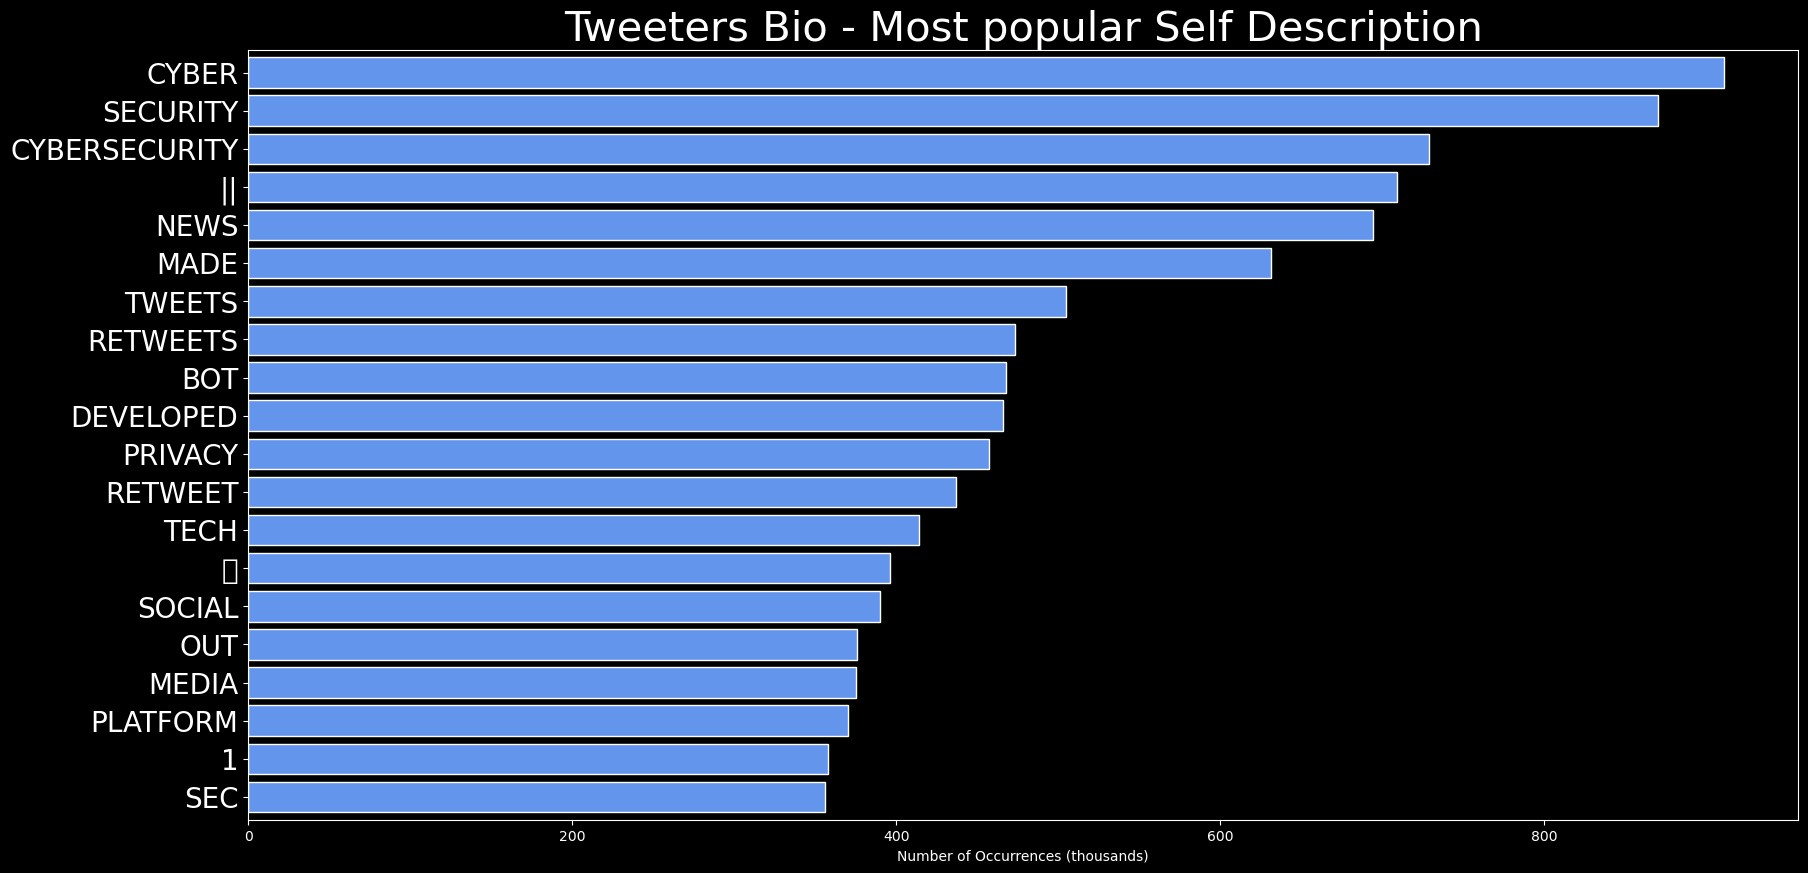 Tweeters Bio - Most popular Self Description
CYBER
SECURITY
CYBERSECURITY
||
NEWS
MADE
TWEETS
RETWEETS
BOT
DEVELOPED
PRIVACY
RETWEET
TECH
SOCIAL
OUT
MEDIA
PLATFORM
1
SEC
0 200 400 600 800
Number of Occurrences (thousands)